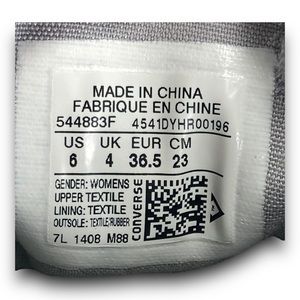 MADE IN CHINA
FABRIQUE EN CHINE
544883F 4541DYHR00196
US UK EUR CM
6 4 36.5 23
GENDER: WOMENS
UPPER:TEXTILE
LINING: TEXTILE
OUTSOLE: TEXTILE/RUBBER
7L 1408 M88
CONVERSE